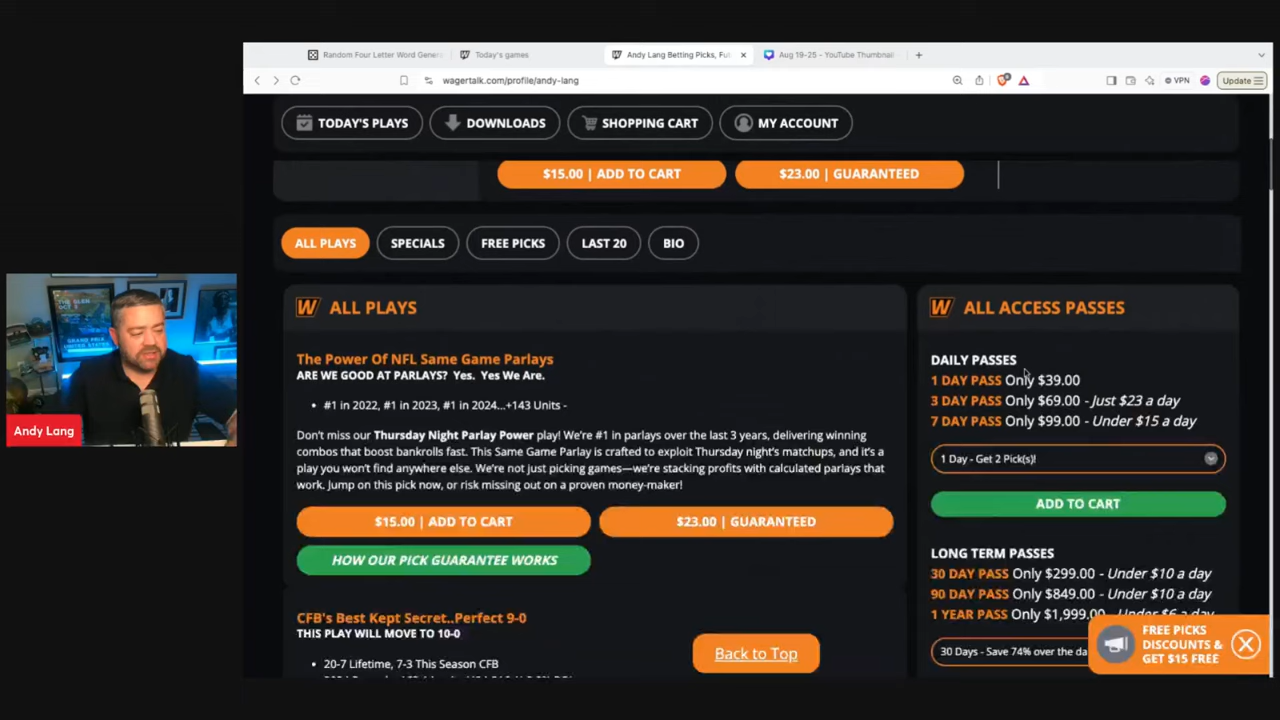 Random Four Letter Word Genera
Today's games
Andy Lang Betting Picks, Fu
Aug 19-25 - YouTube Thumbnail
wagertalk.com/profile/andy-lang
VPN
Update
TODAY'S PLAYS
DOWNLOADS
SHOPPING CART
MY ACCOUNT
$15.00 | ADD TO CART
$23.00 | GUARANTEED
ALL PLAYS
SPECIALS
FREE PICKS
LAST 20
BIO
W ALL PLAYS
The Power Of NFL Same Game Parlays
ARE WE GOOD AT PARLAYS? Yes. Yes We Are.
• #1 in 2022, #1 in 2023, #1 in 2024...+143 Units -
Don't miss our Thursday Night Parlay Power play! We're #1 in parlays over the last 3 years, delivering winning
combos that boost bankrolls fast. This Same Game Parlay is crafted to exploit Thursday night's matchups, and it's a
play you won't find anywhere else. We're not just picking games—we're stacking profits with calculated parlays that
work. Jump on this pick now, or risk missing out on a proven money-maker!
$15.00 | ADD TO CART
$23.00 | GUARANTEED
HOW OUR PICK GUARANTEE WORKS
CFB's Best Kept Secret..Perfect 9-0
THIS PLAY WILL MOVE TO 10-0
• 20-7 Lifetime, 7-3 This Season CFB
Back to Top
W ALL ACCESS PASSES
DAILY PASSES
1 DAY PASS Only $39.00
3 DAY PASS Only $69.00 - Just $23 a day
7 DAY PASS Only $99.00 - Under $15 a day
1 Day - Get 2 Pick(s)!
ADD TO CART
LONG TERM PASSES
30 DAY PASS Only $299.00 - Under $10 a day
90 DAY PASS Only $849.00 - Under $10 a day
1 YEAR PASS Only $1,999.00 - Under $6 a day
30 Days - Save 74% over the da
FREE PICKS
DISCOUNTS &
GET $15 FREE
THE GLEN
OCT 5
GRAND PRIX
UNITED STATES
Andy Lang